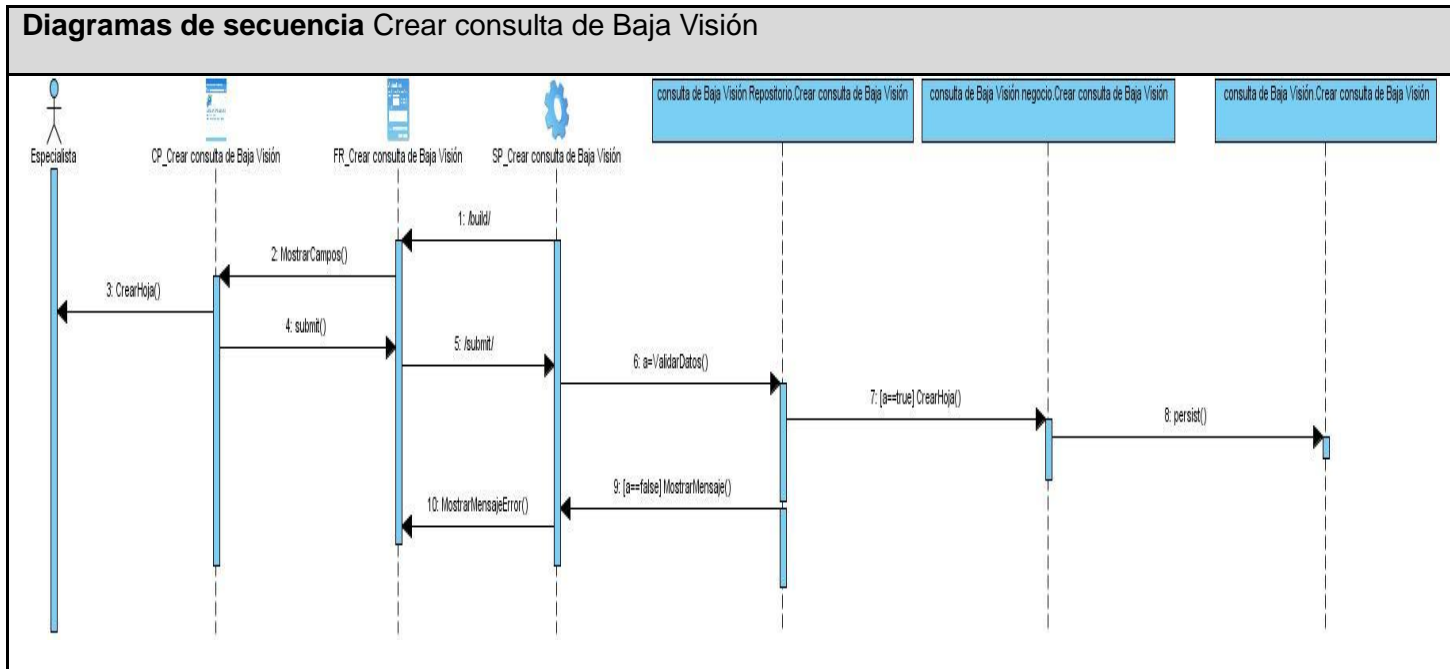 Diagramas de secuencia Crear consulta de Baja Visión
consulta de Baja Visión Repositorio.Crear consulta de Baja Visión
consulta de Baja Visión negocio.Crear consulta de Baja Visión
consulta de Baja Visión.Crear consulta de Baja Visión
Especialista
CP_Crear consulta de Baja Visión
FR_Crear consulta de Baja Visión
SP_Crear consulta de Baja Visión
1: /build/
2: MostrarCampos()
3: CrearHoja()
4: submit()
5: /submit/
6: a=ValidarDatos()
7: [a==true] CrearHoja()
8: persist()
9: [a==false] MostrarMensaje()
10: MostrarMensajeError()